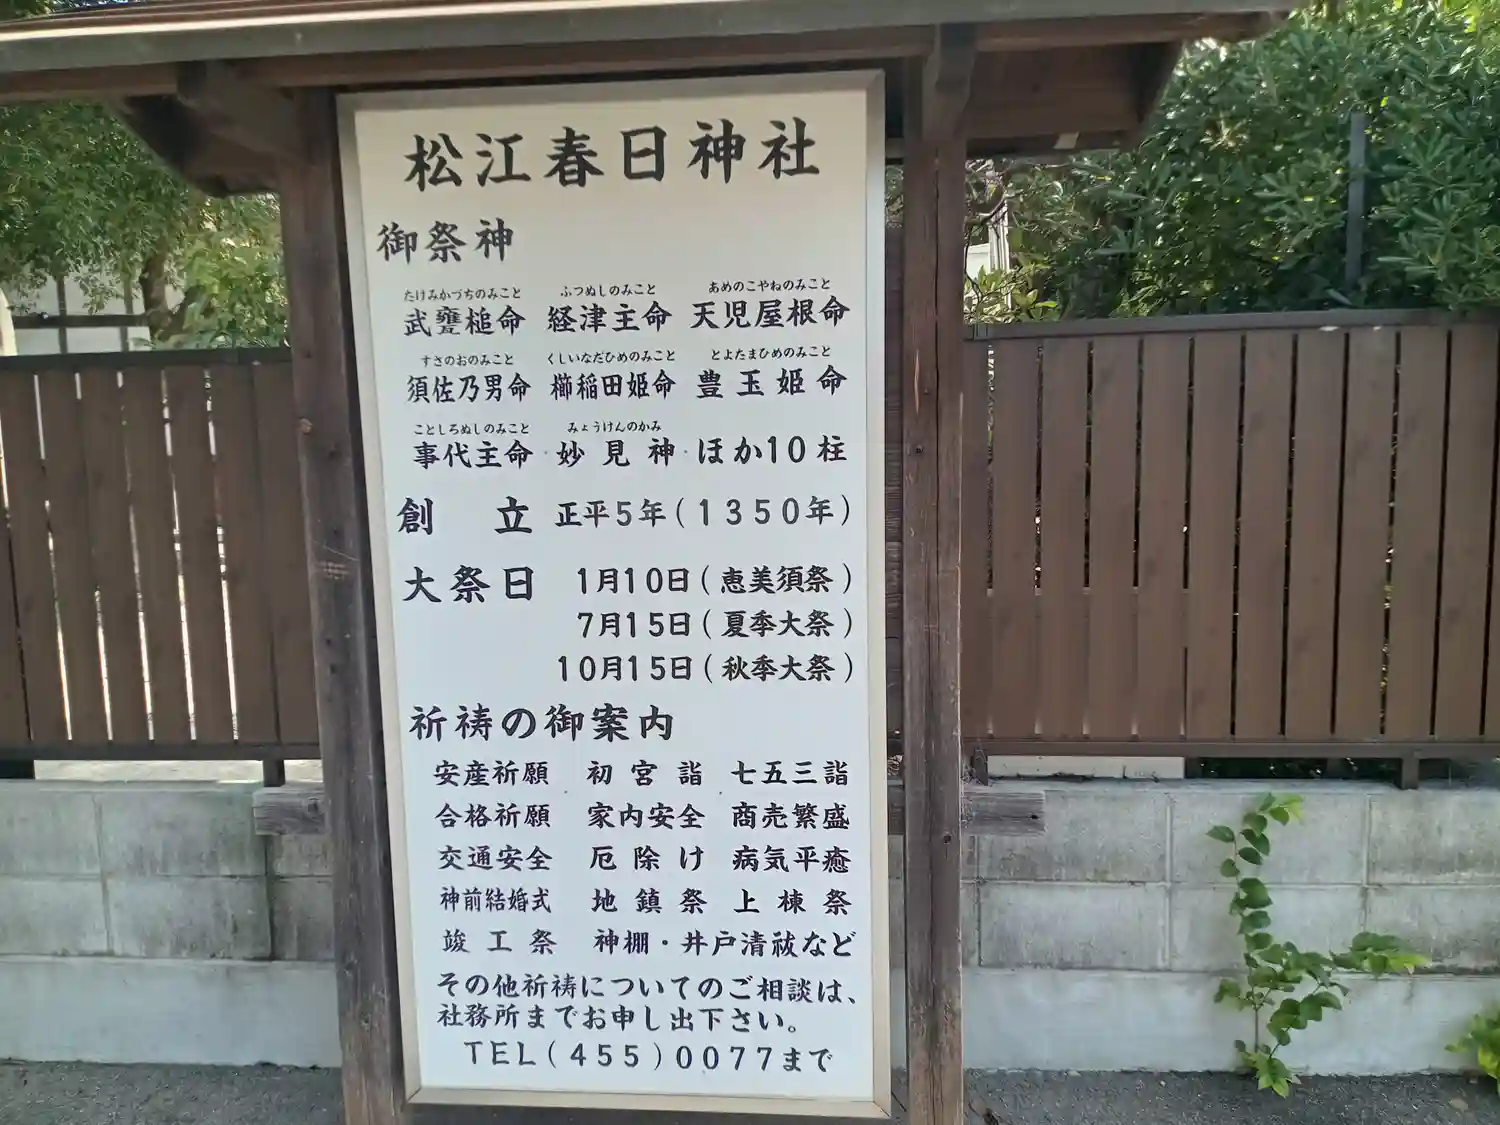 松江春日神社
御祭神
たけみかづちのみこと ふつぬしのみこと あめのこやねのみこと
武甕槌命 経津主命 天児屋根命
すさのおのみこと くしいなだひめのみこと とよたまひめのみこと
須佐乃男命 櫛稲田姫命 豊玉姫命
ことしろぬしのみこと みょうけんのかみ
事代主命 妙見神 ほか10柱
創立 正平5年(1350年)
大祭日 1月10日(恵美須祭)
7月15日(夏季大祭)
10月15日(秋季大祭)
祈祷の御案内
安産祈願 初宮詣 七五三詣
合格祈願 家内安全 商売繁盛
交通安全 厄除け 病気平癒
神前結婚式 地鎮祭 上棟祭
竣工祭 神棚・井戸清祓など
その他祈祷についてのご相談は、
社務所までお申し出下さい。
TEL(455)0077まで